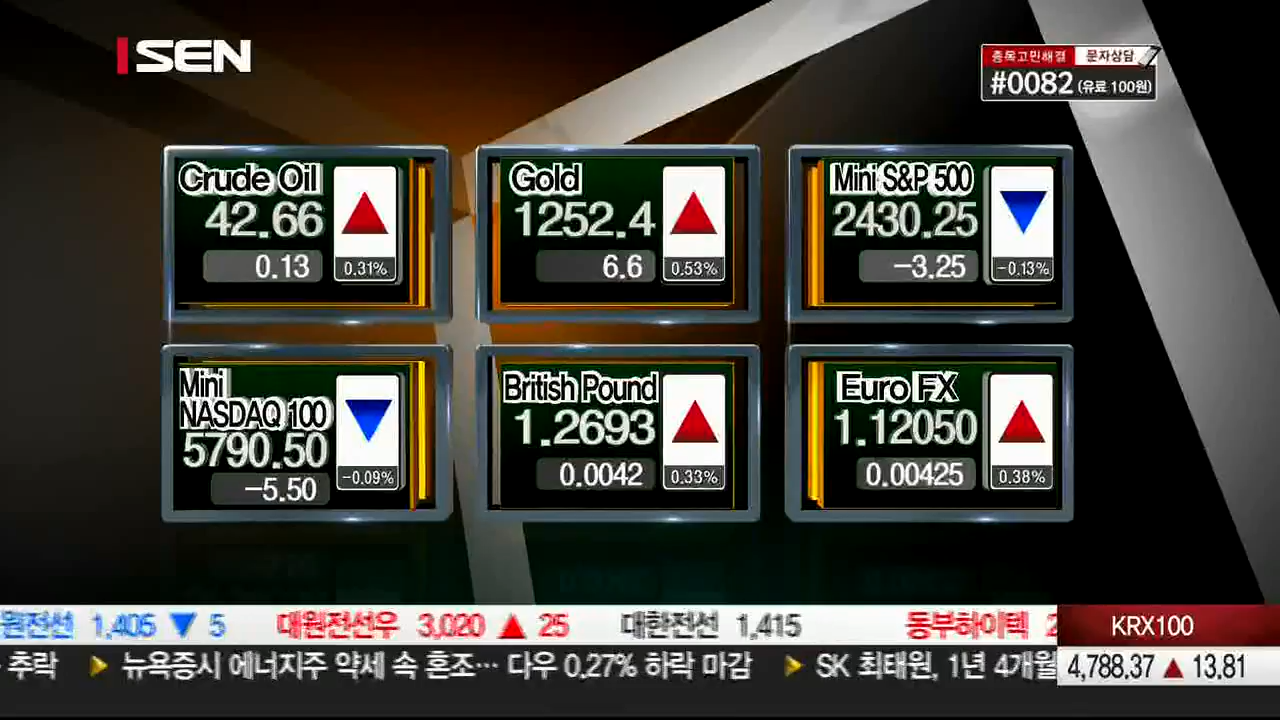 SEN
종목고민해결 문자상담
#0082 (유료 100원)
Crude Oil
42.66
0.13
0.31%
Gold
1252.4
6.6
0.53%
Mini S&P 500
2430.25
-3.25
-0.13%
Mini
NASDAQ 100
5790.50
-5.50
-0.09%
British Pound
1.2693
0.0042
0.33%
Euro FX
1.12050
0.00425
0.38%
원전선 1,405 ▼ 5 대원전선우 3,020 ▲ 25 대한전선 1,415 동부하이텍 2
KRX100
추락 ▶ 뉴욕증시 에너지주 약세 속 혼조… 다우 0.27% 하락 마감 ▶ SK 최태원, 1년 4개월
4,788.37 ▲ 13.81